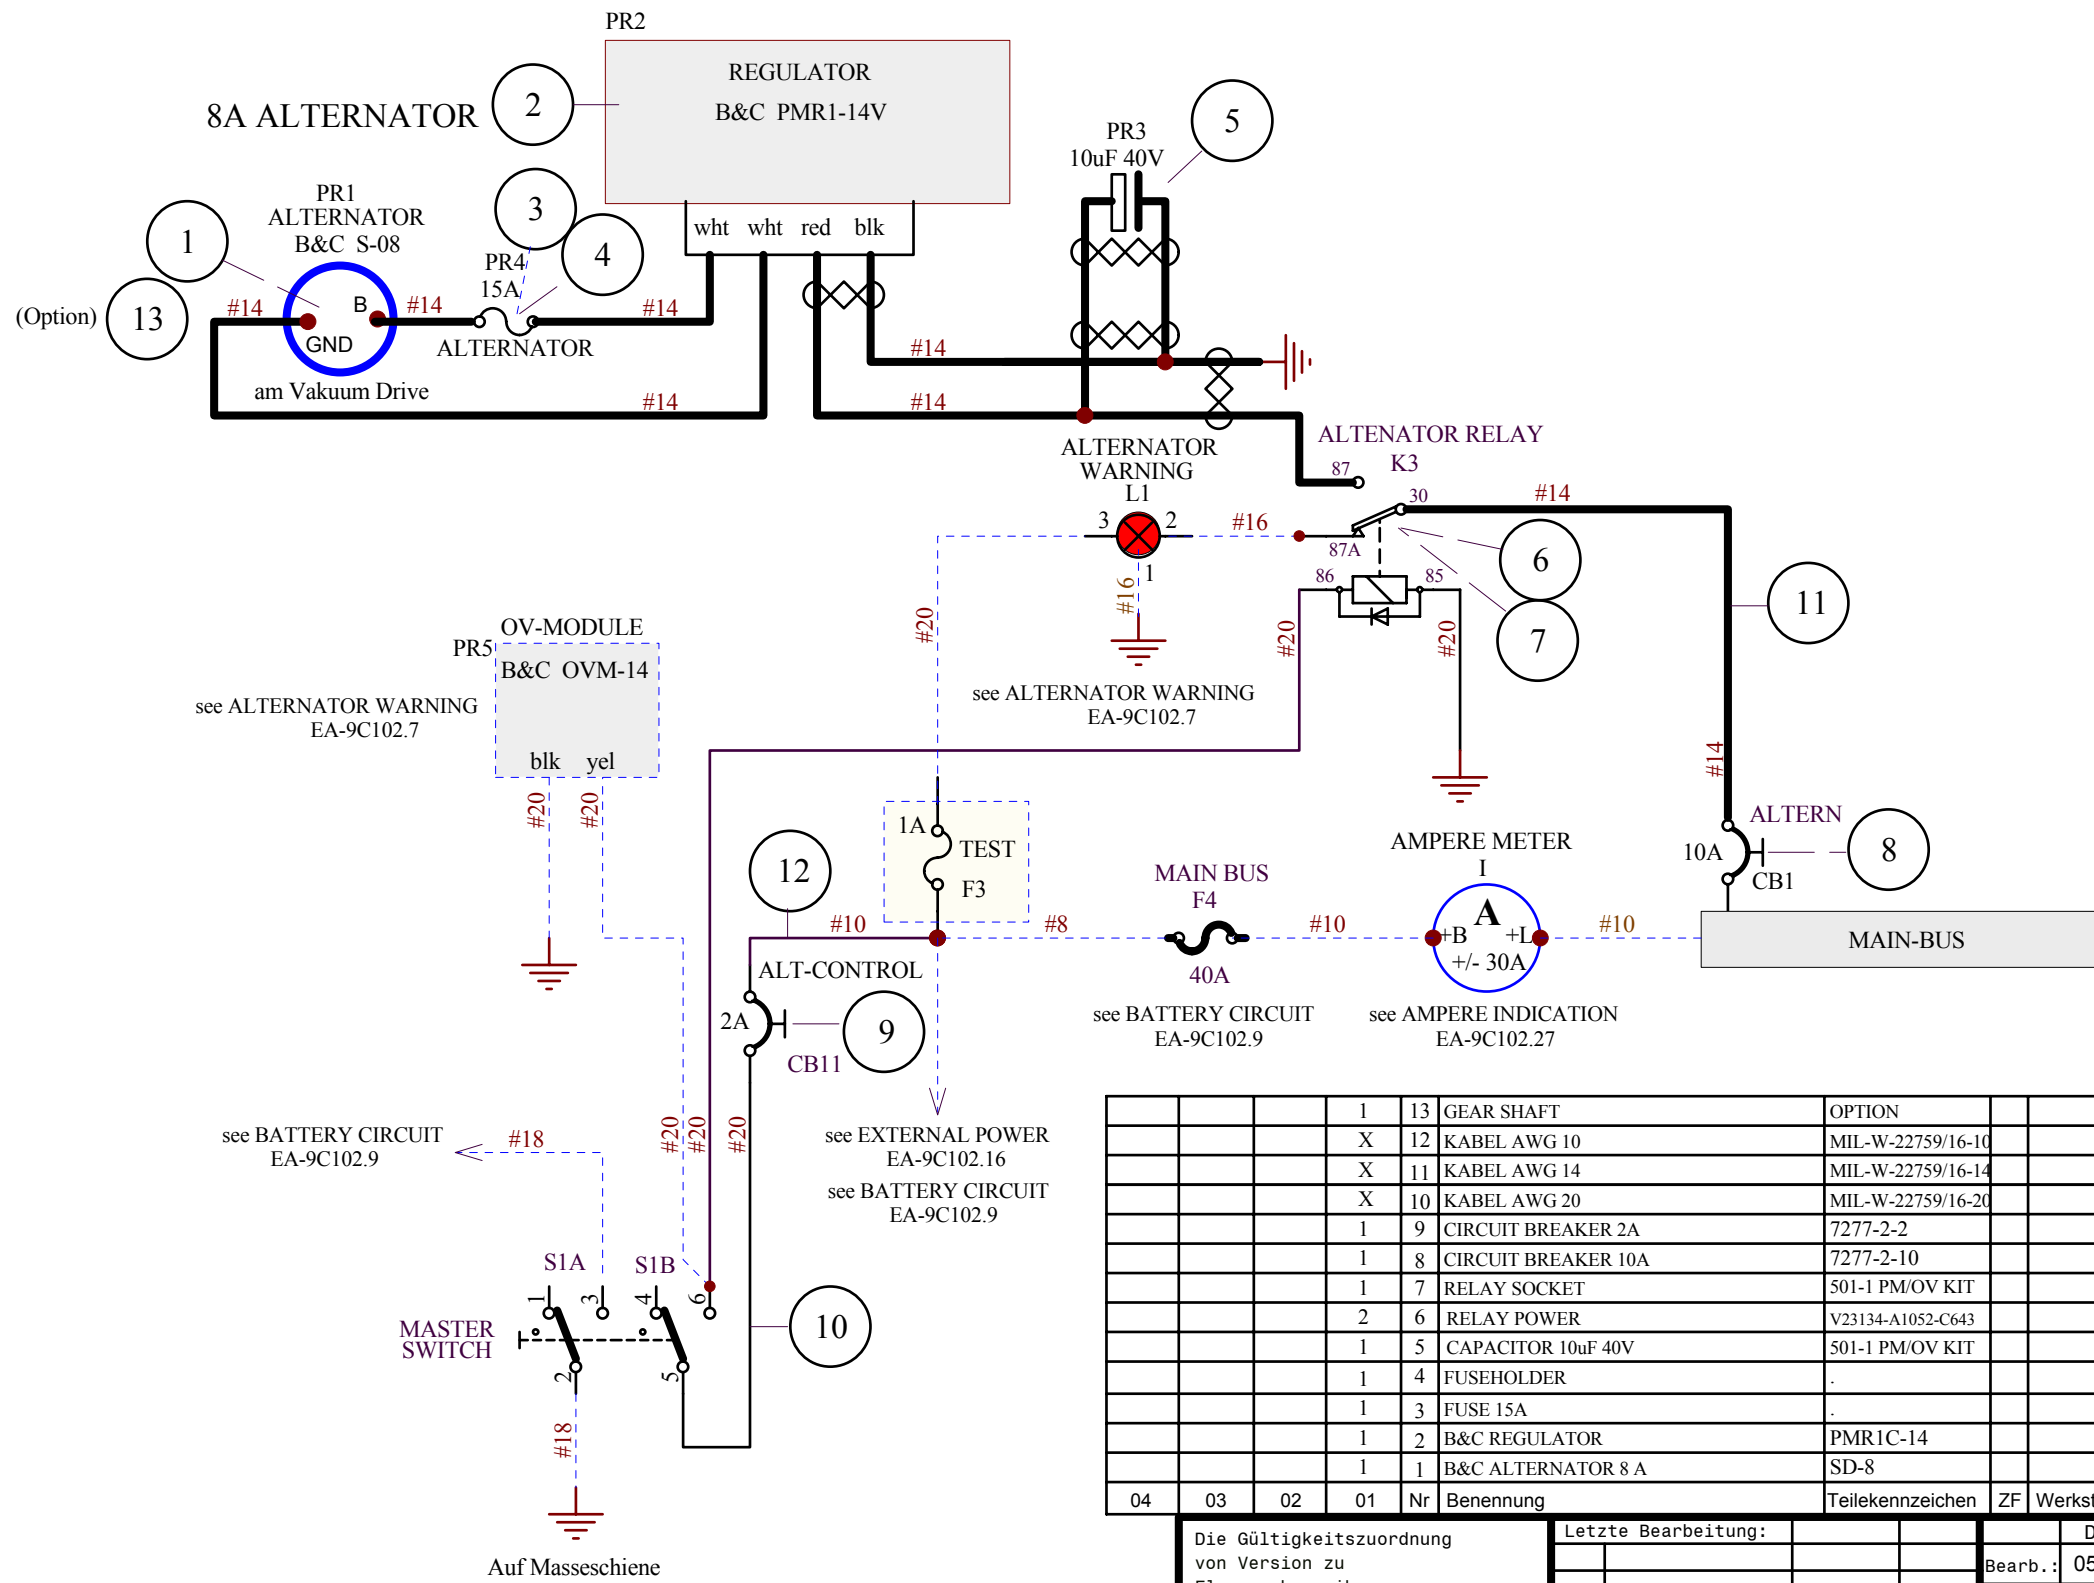 PR2
REGULATOR
B&C PMR1-14V
8A ALTERNATOR
2
5
PR3
10uF 40V
PR1
ALTERNATOR
B&C S-08
3
4
1
wht wht red blk
PR4
15A
(Option) 13
#14
B
GND
#14
#14
ALTERNATOR
#14
am Vakuum Drive
#14
#14
ALTENATOR RELAY
K3
ALTERNATOR
WARNING
L1
87
30
#14
3
2
#16
87A
6
1
#16
86
85
11
7
#20
#20
#20
OV-MODULE
PR5
B&C OVM-14
see ALTERNATOR WARNING
EA-9C102.7
see ALTERNATOR WARNING
EA-9C102.7
blk yel
#20
#20
#14
ALTERN
10A
CB1
8
1A
TEST
F3
12
AMPERE METER
I
A
+B +L
+/- 30A
MAIN BUS
F4
40A
#10
#8
#10
#10
MAIN-BUS
ALT-CONTROL
2A
CB11
9
see BATTERY CIRCUIT
EA-9C102.9
see AMPERE INDICATION
EA-9C102.27
see BATTERY CIRCUIT
EA-9C102.9
#18
#20
#20
#20
see EXTERNAL POWER
EA-9C102.16
see BATTERY CIRCUIT
EA-9C102.9
S1A
S1B
1
3
4
6
MASTER
SWITCH
2
5
10
#18
Auf Masseschiene
1 13 GEAR SHAFT OPTION
X 12 KABEL AWG 10 MIL-W-22759/16-10
X 11 KABEL AWG 14 MIL-W-22759/16-14
X 10 KABEL AWG 20 MIL-W-22759/16-20
1 9 CIRCUIT BREAKER 2A 7277-2-2
1 8 CIRCUIT BREAKER 10A 7277-2-10
1 7 RELAY SOCKET 501-1 PM/OV KIT
2 6 RELAY POWER V23134-A1052-C643
1 5 CAPACITOR 10uF 40V 501-1 PM/OV KIT
1 4 FUSEHOLDER .
1 3 FUSE 15A .
1 2 B&C REGULATOR PMR1C-14
1 1 B&C ALTERNATOR 8 A SD-8
04 03 02 01 Nr Benennung Teilekennzeichen ZF Werkst
Die Gültigkeitszuordnung
von Version zu
Letzte Bearbeitung:
D
Bearb.: 05